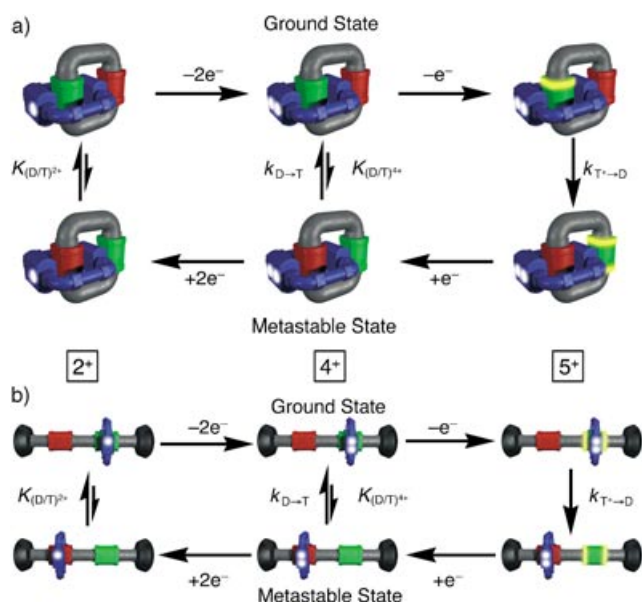 a)
Ground State
−2e⁻
−e⁻
K(D/T)²⁺
kD→T
K(D/T)⁴⁺
kT⁺→D
+2e⁻
+e⁻
Metastable State
2⁺
4⁺
5⁺
b)
Ground State
−2e⁻
−e⁻
K(D/T)²⁺
kD→T
K(D/T)⁴⁺
kT⁺→D
+2e⁻
+e⁻
Metastable State